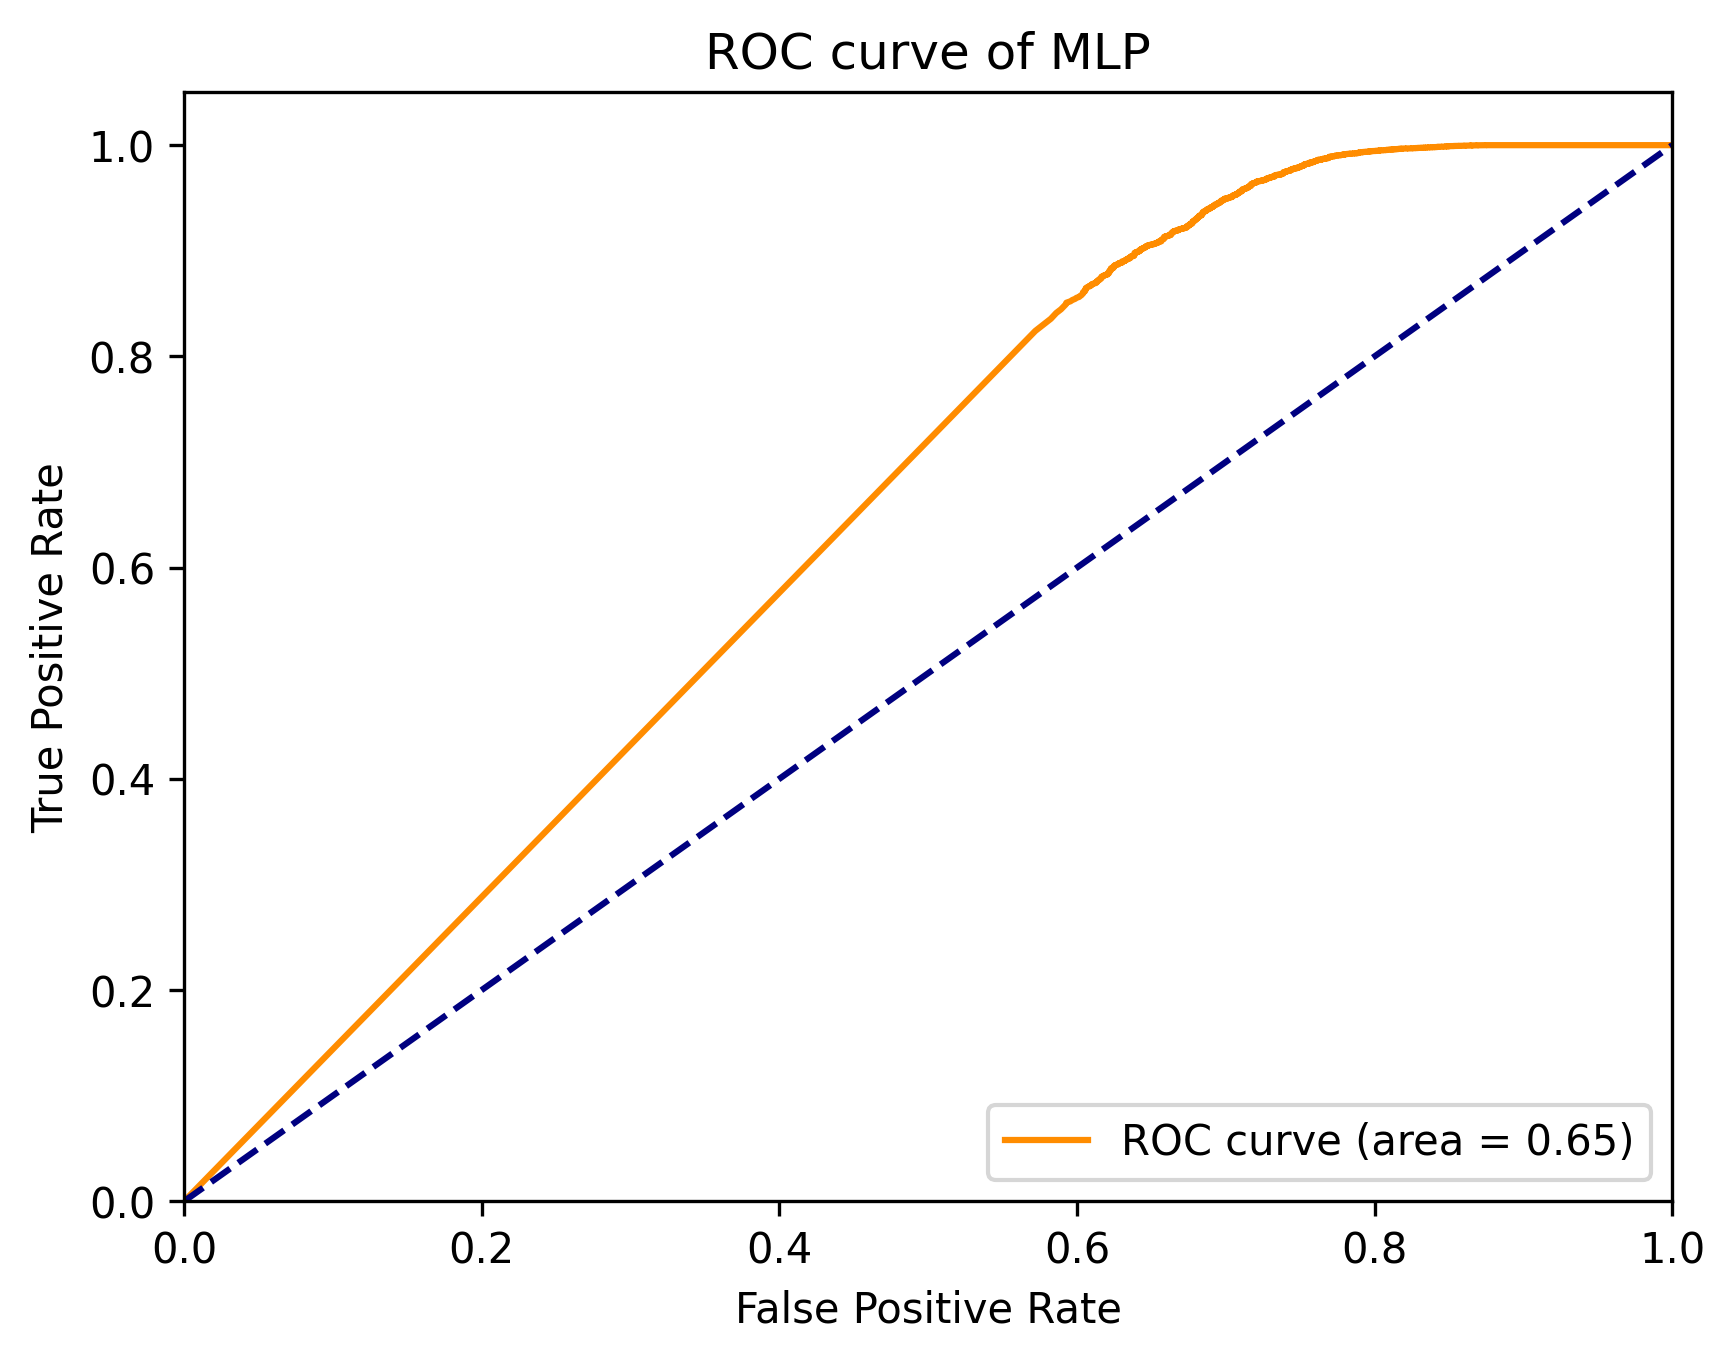 ROC curve of MLP
1.0
0.8
0.6
0.4
0.2
0.0
True Positive Rate
ROC curve (area = 0.65)
0.0 0.2 0.4 0.6 0.8 1.0
False Positive Rate